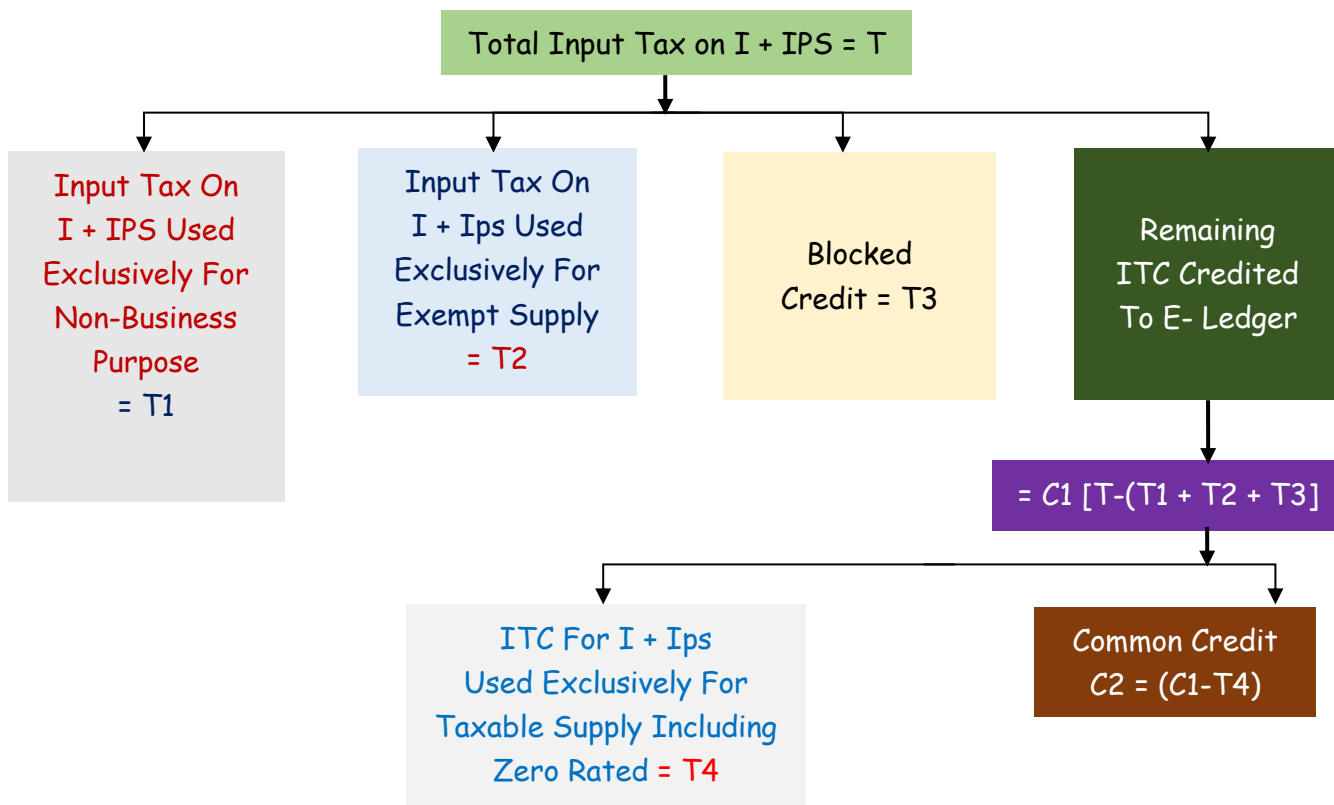 Total Input Tax on I + IPS = T
Input Tax On
I + IPS Used
Exclusively For
Non-Business
Purpose
= T1
Input Tax On
I + Ips Used
Exclusively For
Exempt Supply
= T2
Blocked
Credit = T3
Remaining
ITC Credited
To E- Ledger
= C1 [T-(T1 + T2 + T3]
ITC For I + Ips
Used Exclusively For
Taxable Supply Including
Zero Rated = T4
Common Credit
C2 = (C1-T4)